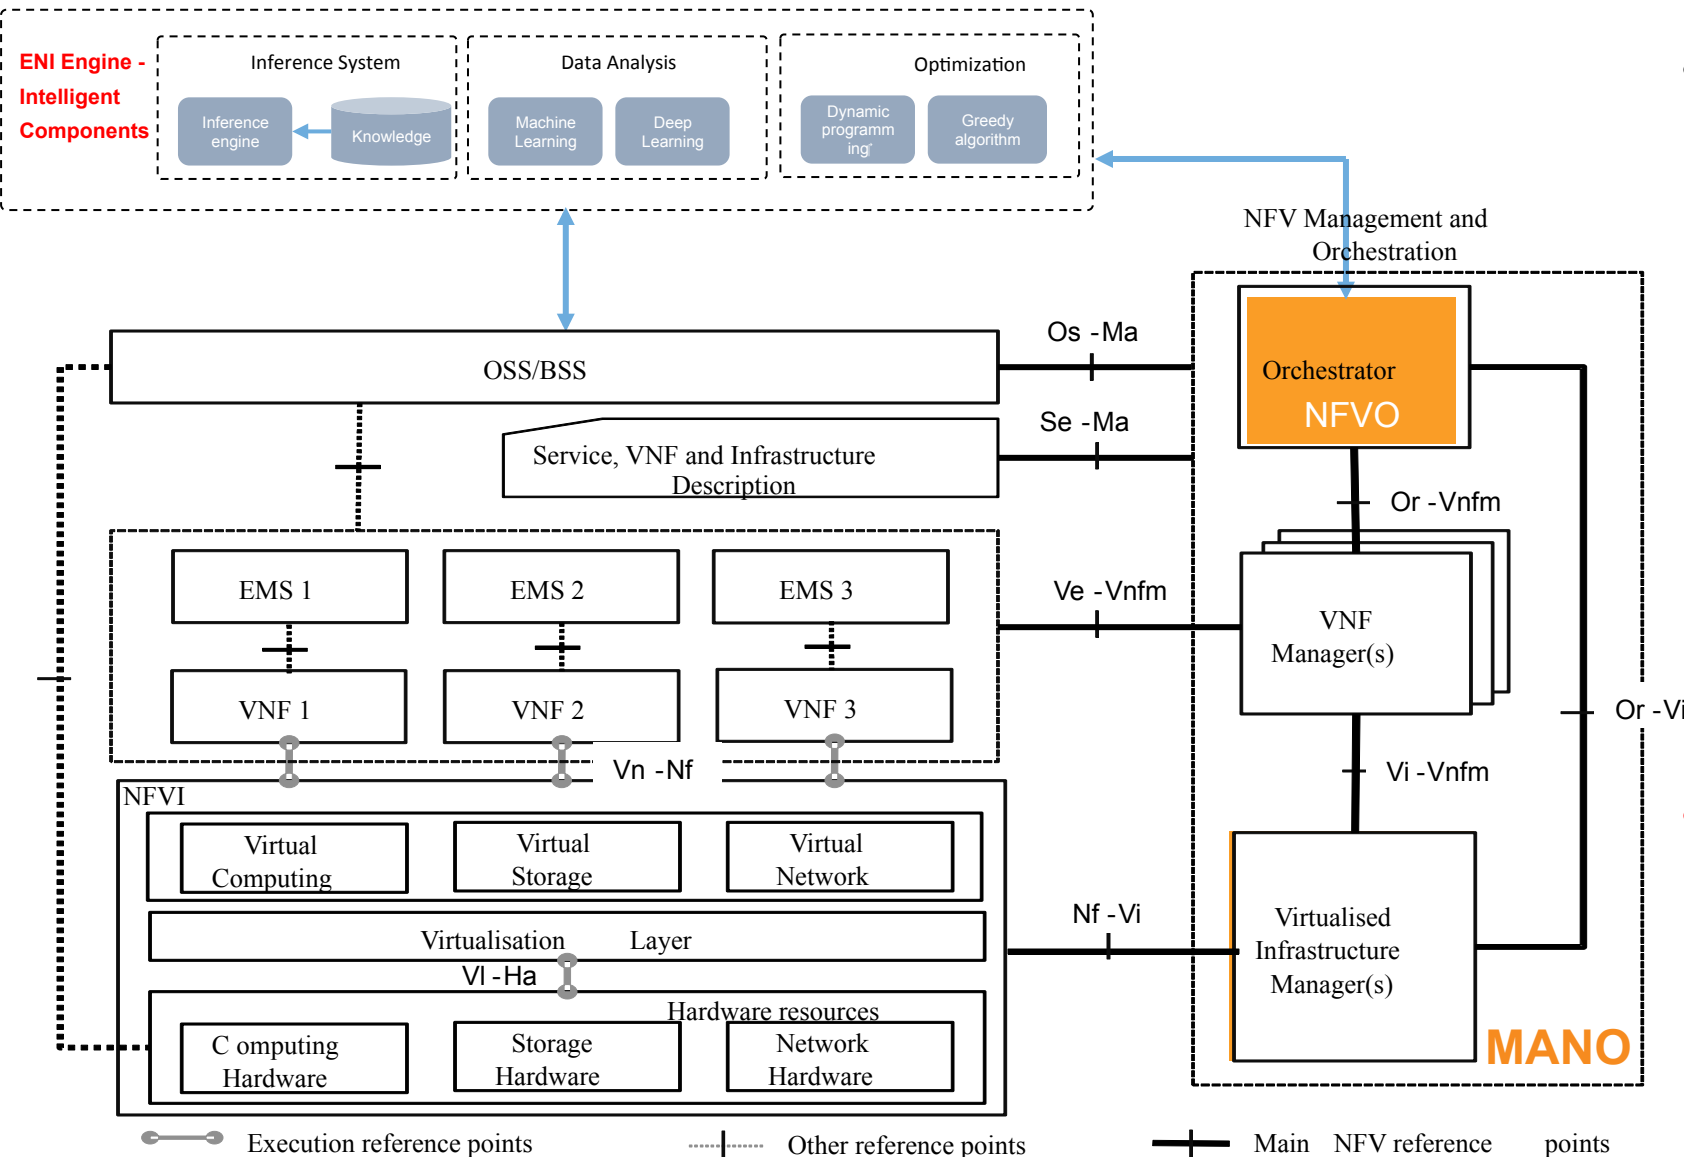 ENI Engine -
Intelligent
Components
Inference System
Inference
engine
Knowledge
Data Analysis
Machine
Learning
Deep
Learning
Optimization
Dynamic
programm
ing
Greedy
algorithm
NFV Management and
Orchestration
OSS/BSS
Os -Ma
Orchestrator
NFVO
Se -Ma
Service, VNF and Infrastructure
Description
Or -Vnfm
EMS 1
EMS 2
EMS 3
Ve -Vnfm
VNF
Manager(s)
VNF 1
VNF 2
VNF 3
Or -Vi
Vn -Nf
Vi -Vnfm
NFVI
Virtual
Computing
Virtual
Storage
Virtual
Network
Nf -Vi
Virtualised
Infrastructure
Manager(s)
Virtualisation Layer
Vl -Ha
Hardware resources
C omputing
Hardware
Storage
Hardware
Network
Hardware
MANO
Execution reference points
Other reference points
Main NFV reference points